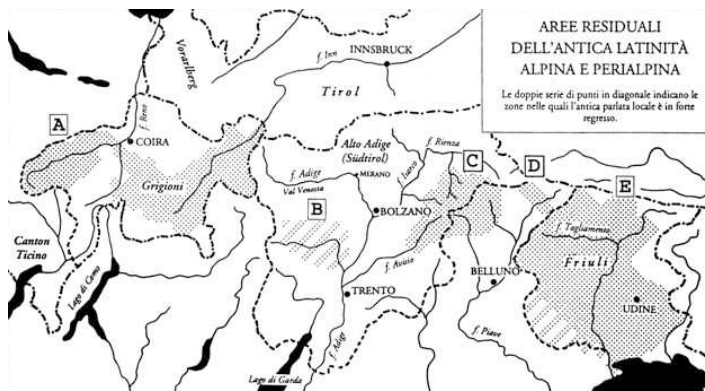 AREE RESIDUALI
DELL'ANTICA LATINITÀ
ALPINA E PERIALPINA
Le doppie serie di punti in diagonale indicano le
zone nelle quali l'antica parlata locale è in forte
regresso.
Vorarlberg
f. Inn
INNSBRUCK
Tirol
A
f. Reno
COIRA
Grigioni
Alto Adige
(Südtirol)
f. Rienza
f. Isarco
C
D
E
f. Adige
MERANO
Val Venosta
B
BOLZANO
f. Tagliamento
Friuli
Canton
Ticino
Lago di Como
f. Avisio
BELLUNO
TRENTO
UDINE
f. Adige
f. Piave
Lago di Garda